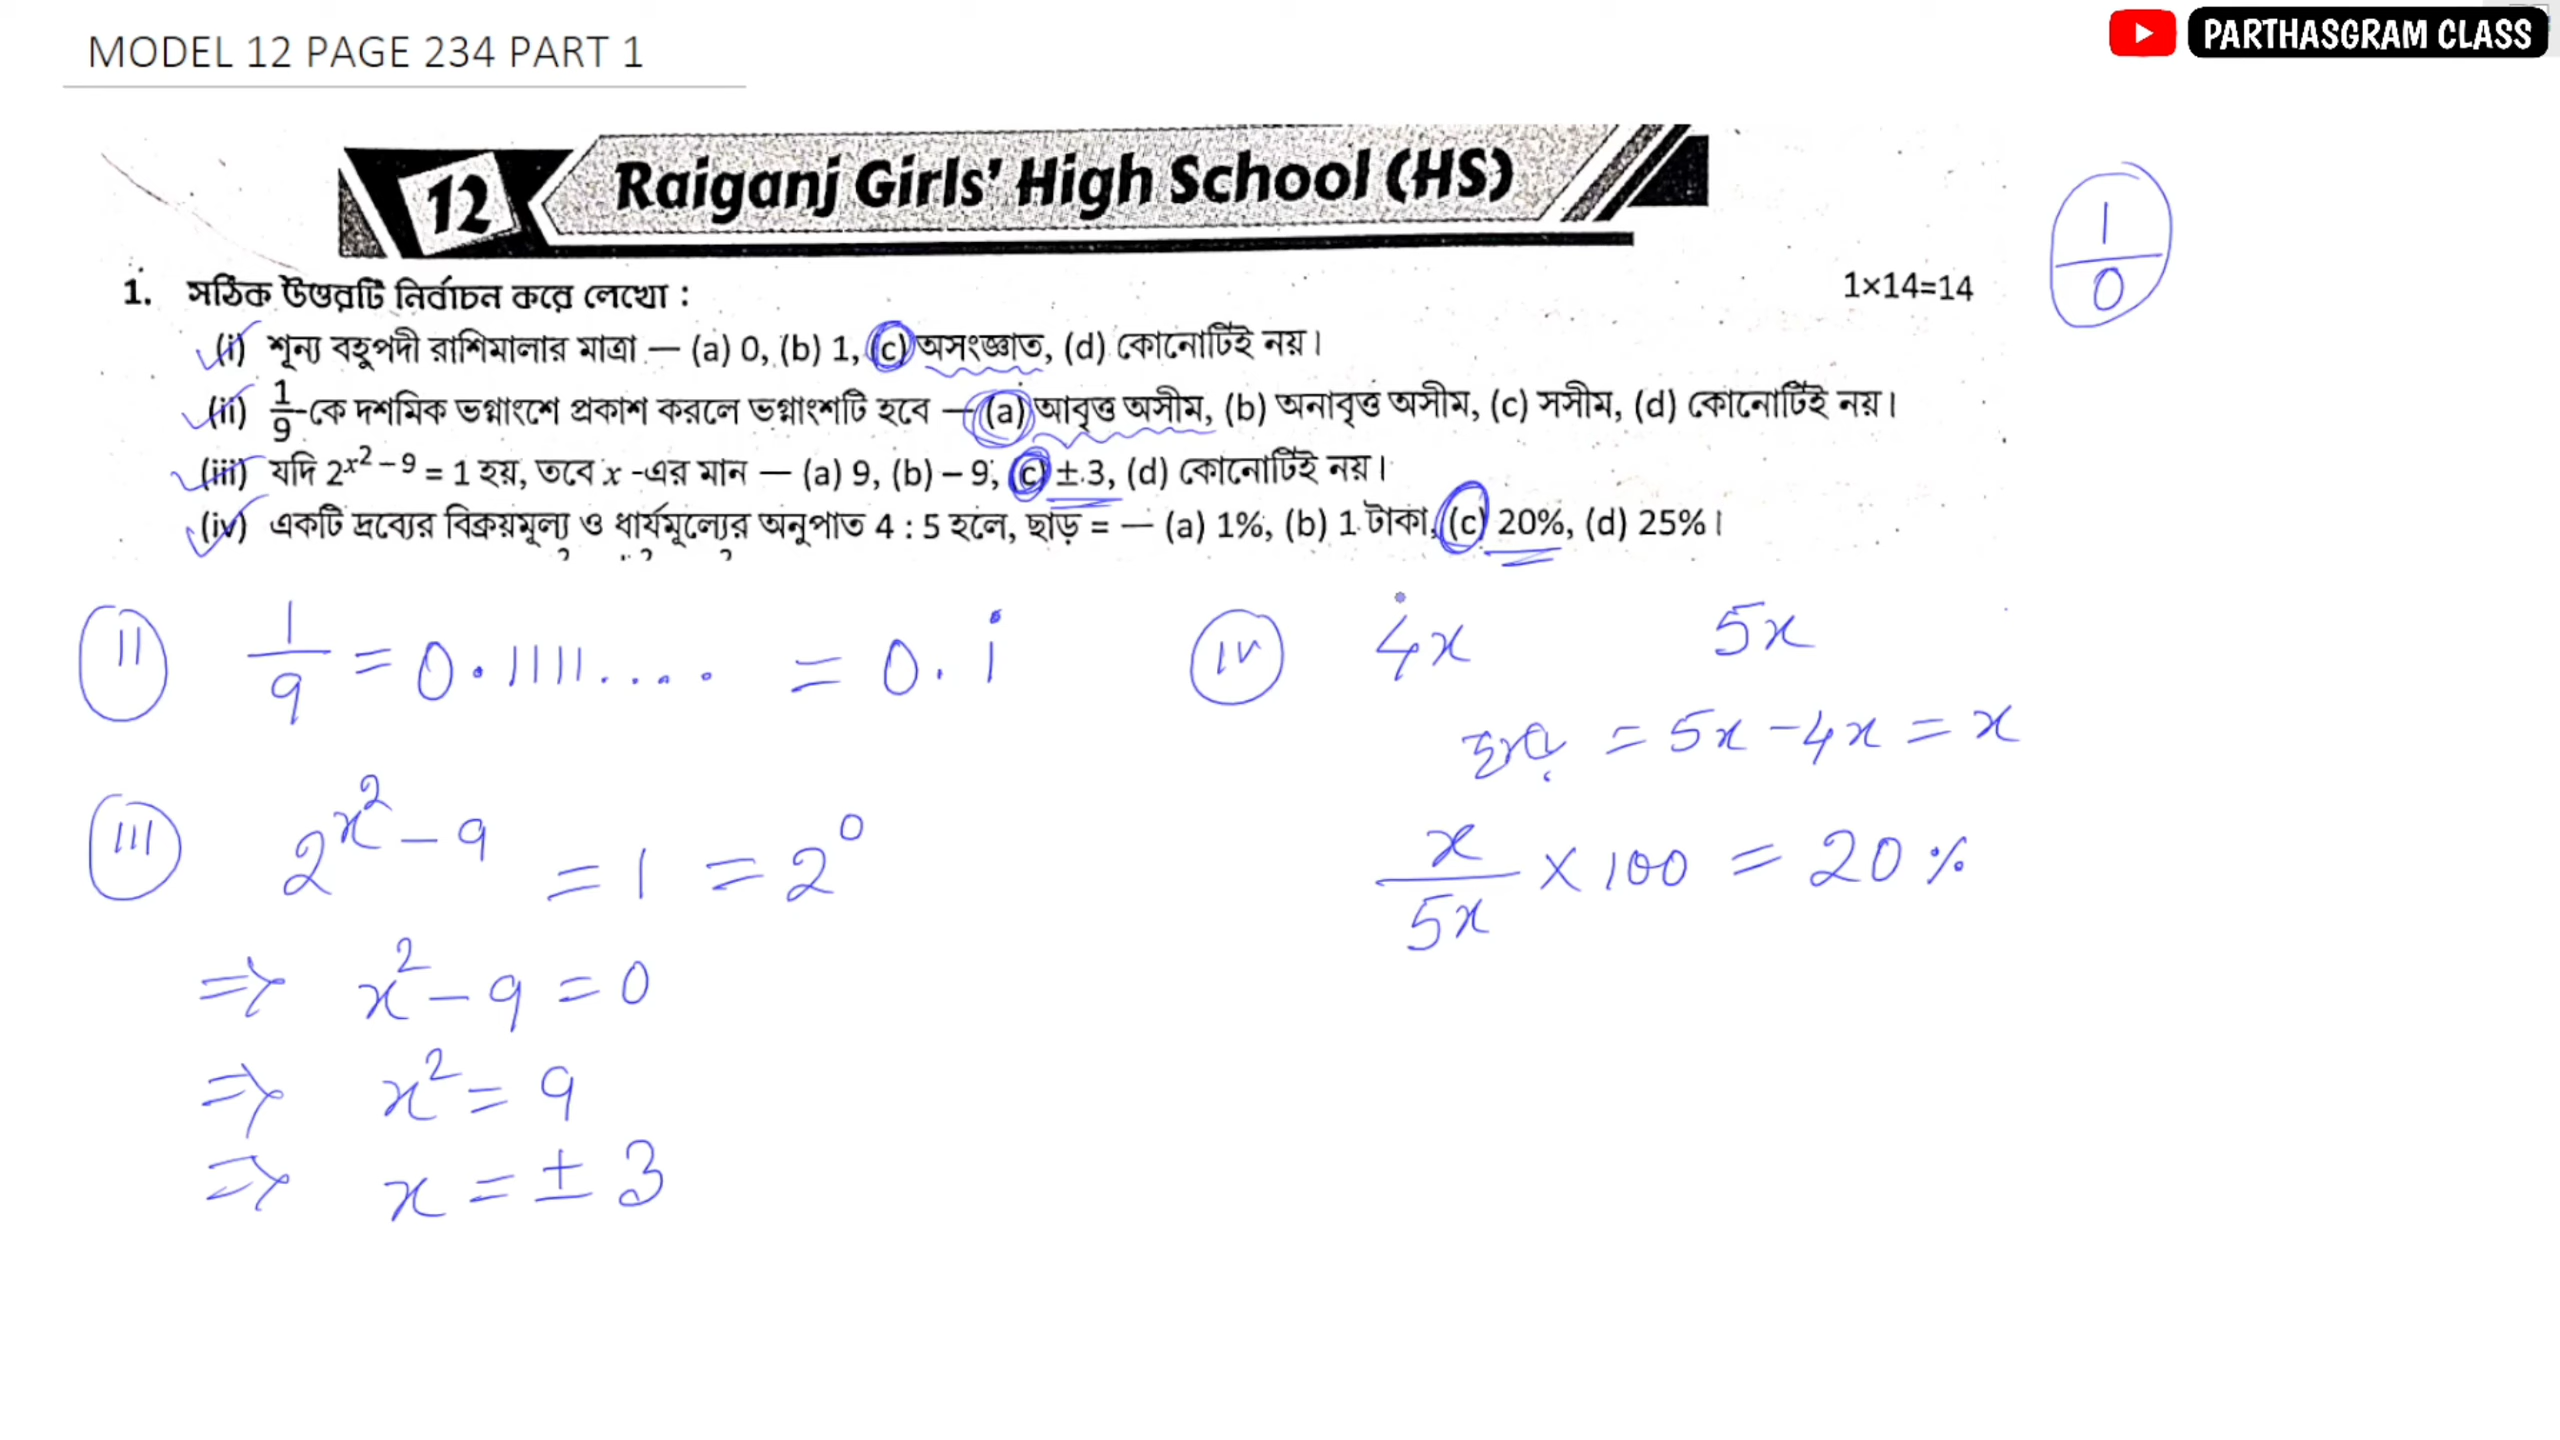 MODEL 12 PAGE 234 PART 1
PARTHASGRAM CLASS
12 Raiganj Girls' High School (HS)
1. সঠিক উত্তরটি নির্বাচন করে লেখো : 1×14=14
(i) শূন্য বহুপদী রাশিমালার মাত্রা — (a) 0, (b) 1, (c) অসংজ্ঞাত, (d) কোনোটিই নয়।
(ii) 1/9-কে দশমিক ভগ্নাংশে প্রকাশ করলে ভগ্নাংশটি হবে — (a) আবৃত্ত অসীম, (b) অনাবৃত্ত অসীম, (c) সসীম, (d) কোনোটিই নয়।
(iii) যদি 2^(x²−9) = 1 হয়, তবে x -এর মান — (a) 9, (b) – 9, (c) ± 3, (d) কোনোটিই নয়।
(iv) একটি দ্রব্যের বিক্রয়মূল্য ও ধার্যমূল্যের অনুপাত 4 : 5 হলে, ছাড় = — (a) 1%, (b) 1 টাকা, (c) 20%, (d) 25%।
1/0
II 1/9 = 0.1111.... = 0.1̇
III 2^(x²−9) = 1 = 2⁰
⇒ x² − 9 = 0
⇒ x² = 9
⇒ x = ± 3
IV 4x 5x
ছাড় = 5x − 4x = x
x/5x × 100 = 20%